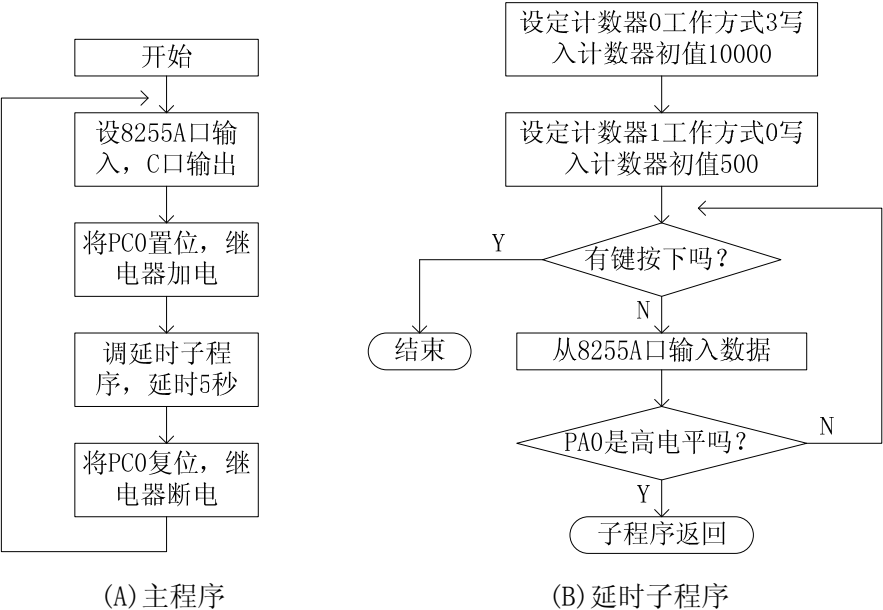 开始
设8255A口输
入，C口输出
将PC0置位，继
电器加电
调延时子程
序，延时5秒
将PC0复位，继
电器断电
(A)主程序
设定计数器0工作方式3写
入计数器初值10000
设定计数器1工作方式0写
入计数器初值500
有键按下吗？
Y
N
结束
从8255A口输入数据
PA0是高电平吗？
N
Y
子程序返回
(B)延时子程序